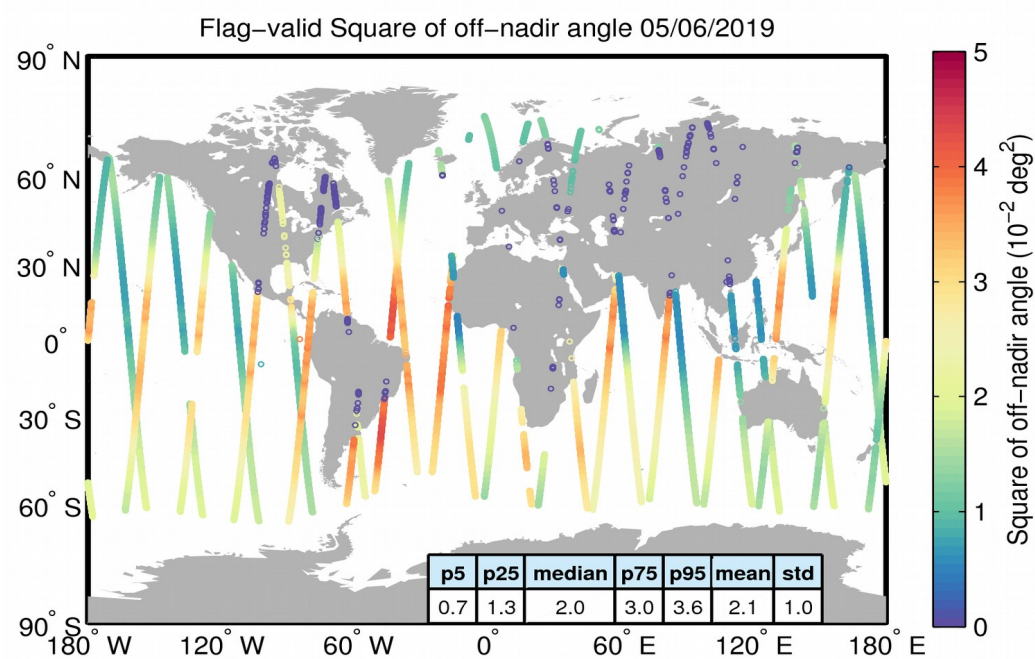 Flag-valid Square of off-nadir angle 05/06/2019
90° N
60° N
30° N
0°
30° S
60° S
90° S
180° W
120° W
60° W
0°
60° E
120° E
180° E
p5 p25 median p75 p95 mean std
0.7 1.3 2.0 3.0 3.6 2.1 1.0
5
4
3
2
1
0
Square of off-nadir angle (10⁻² deg²)